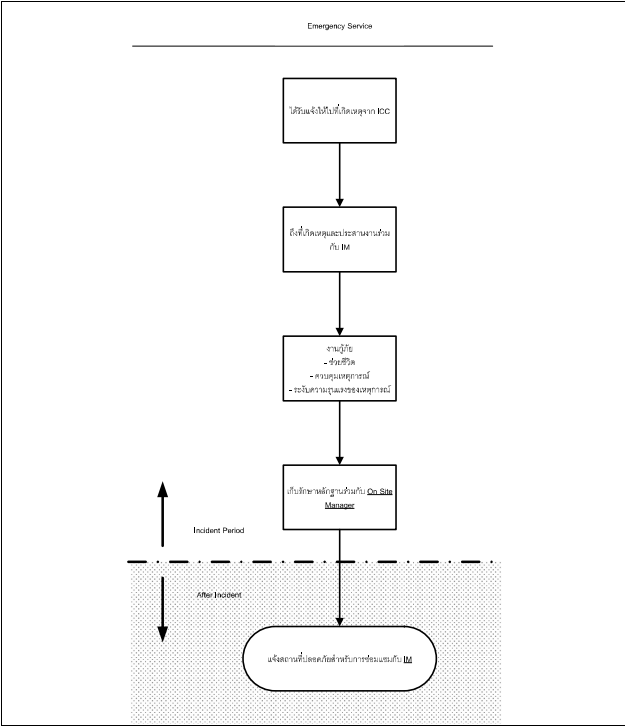 Emergency Service
ได้รับแจ้งให้ไปที่เกิดเหตุจาก ICC
ถึงที่เกิดเหตุและประสานงานร่วม
กับ IM
งานกู้ภัย
- ช่วยชีวิต
- ควบคุมเหตุการณ์
- ระงับความรุนแรงของเหตุการณ์
เก็บรักษาหลักฐานร่วมกับ On Site
Manager
Incident Period
After Incident
แจ้งสถานที่ปลอดภัยสำหรับการซ่อมแซมกับ IM